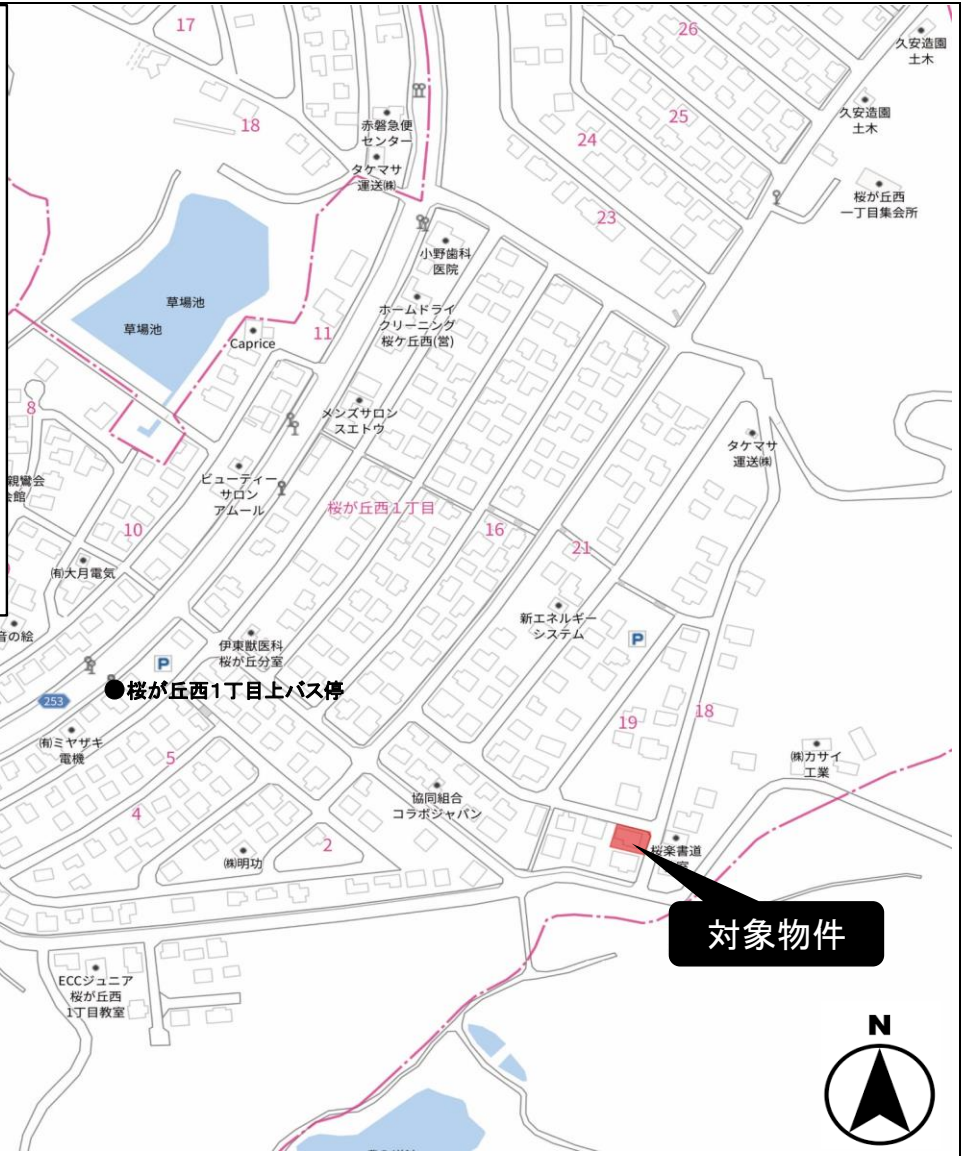 17
26
久安造園
土木
18
赤磐急便
センター
タケマサ
運送㈱
25
久安造園
土木
24
桜が丘西
一丁目集会所
23
小野歯科
医院
草場池
草場池
ホームドライ
クリーニング
桜ケ丘西(営)
11
Caprice
8
メンズサロン
スエトウ
タケマサ
運送㈱
親鸞会
会館
ビューティー
サロン
アムール
桜が丘西1丁目
16
10
21
㈲大月電気
新エネルギー
システム
P
音の絵
伊東獣医科
桜が丘分室
P
●桜が丘西1丁目上バス停
253
㈲ミヤザキ
電機
19
18
5
㈱カサイ
工業
4
協同組合
コラボジャパン
2
㈱明功
桜楽書道
対象物件
ECCジュニア
桜が丘西
1丁目教室
N